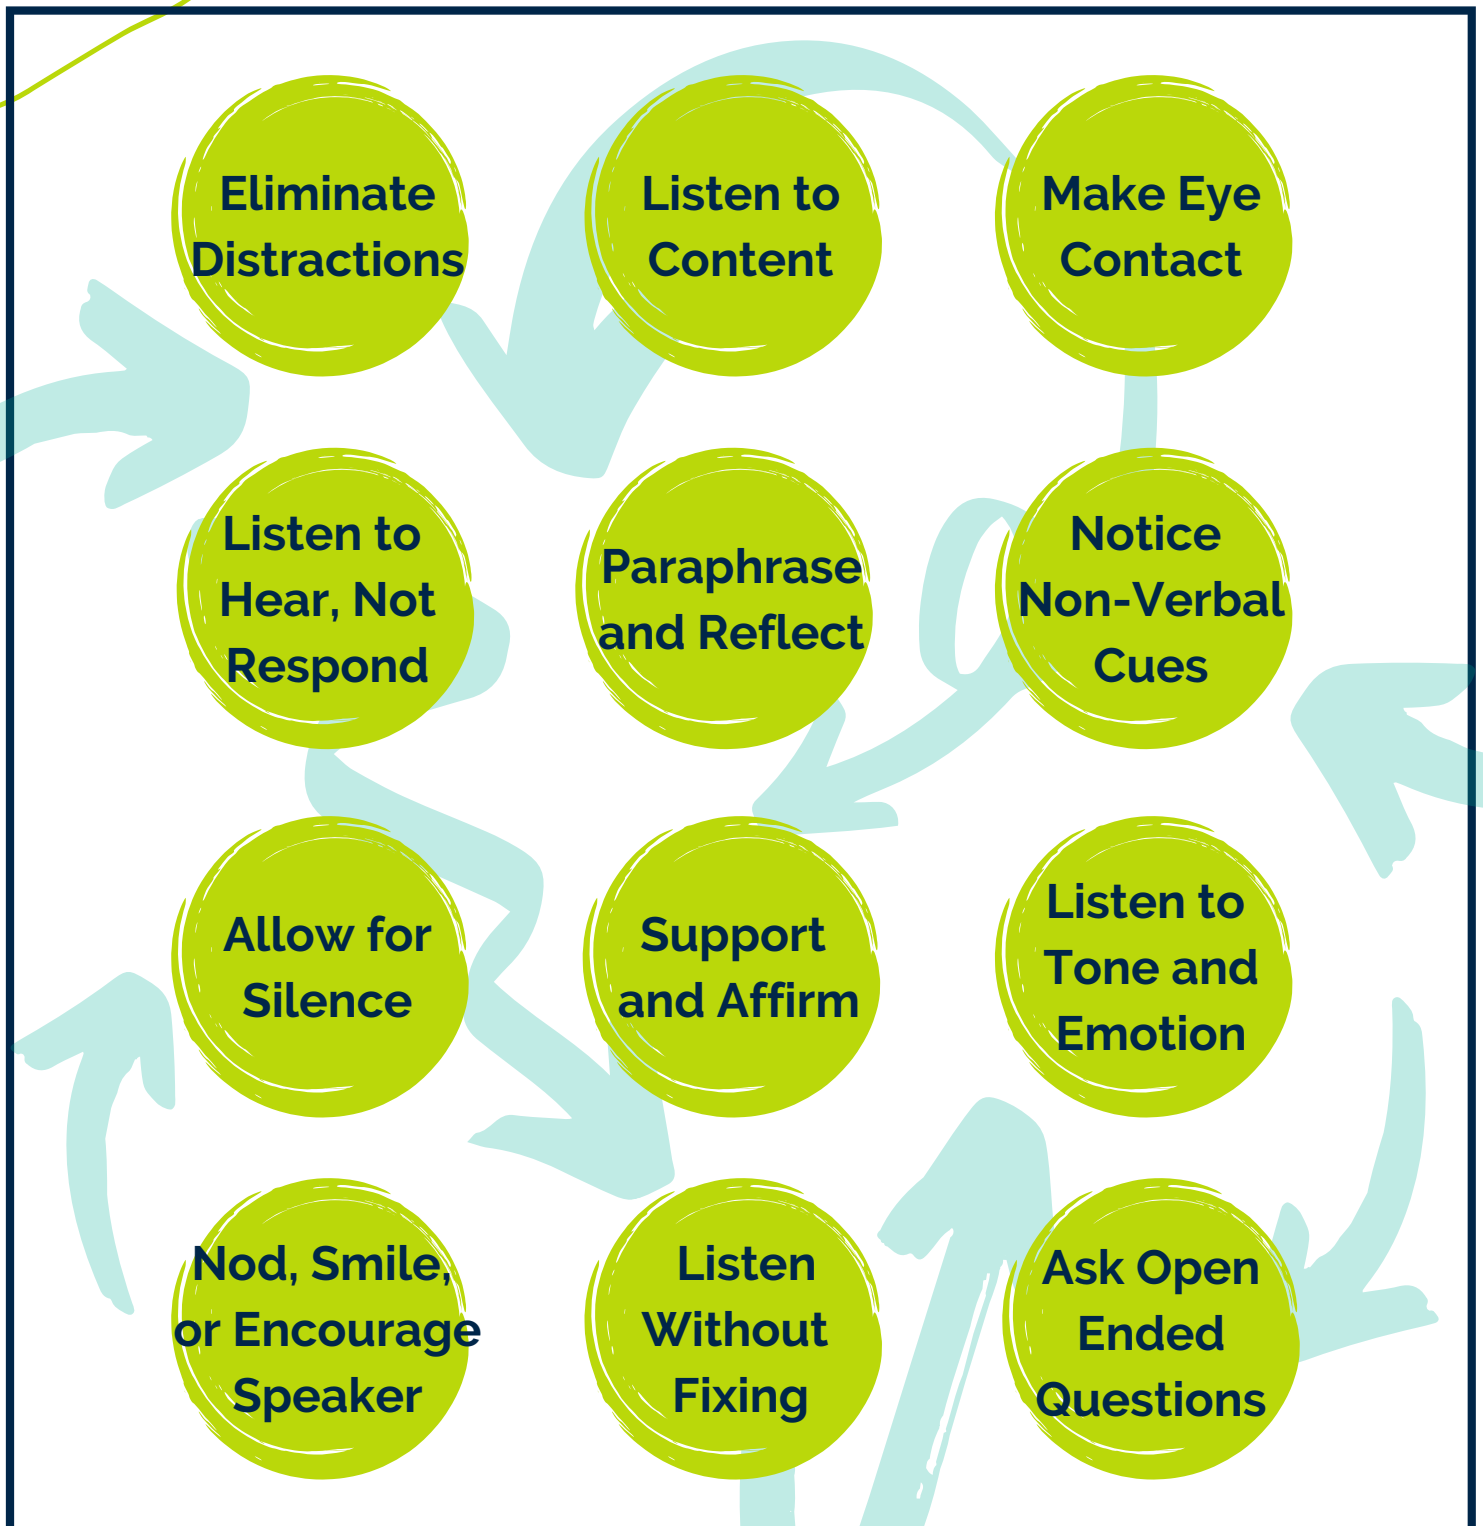 Eliminate
Distractions
Listen to
Content
Make Eye
Contact
Listen to
Hear, Not
Respond
Paraphrase
and Reflect
Notice
Non-Verbal
Cues
Allow for
Silence
Support
and Affirm
Listen to
Tone and
Emotion
Nod, Smile,
or Encourage
Speaker
Listen
Without
Fixing
Ask Open
Ended
Questions